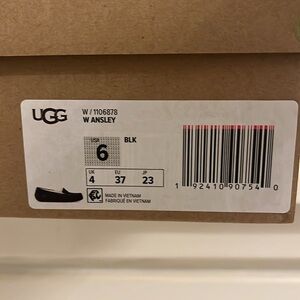 UGG
W / 1106878
W ANSLEY
USA
6
BLK
UK
4
EU
37
JP
23
MADE IN VIETNAM
FABRIQUÉ EN VIETNAM
1 92410 90754 0